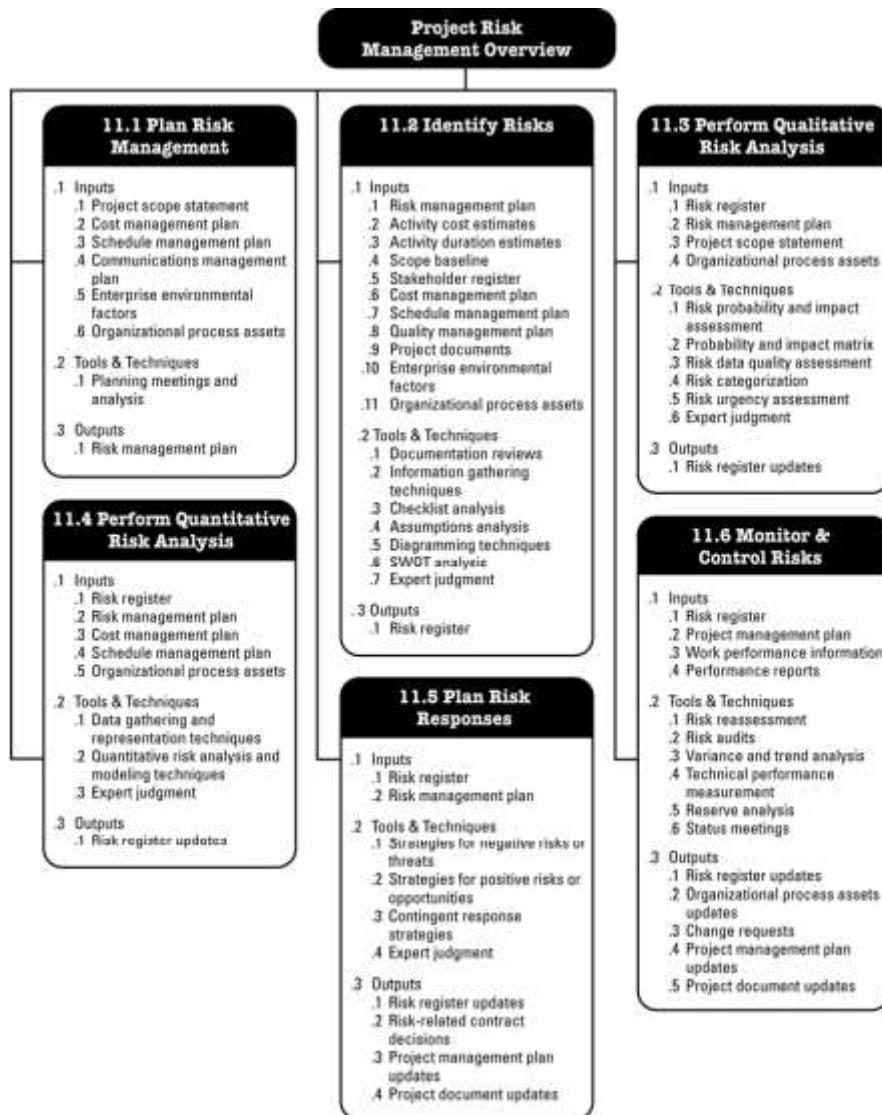 Project Risk
Management Overview
11.1 Plan Risk
Management
.1 Inputs
.1 Project scope statement
.2 Cost management plan
.3 Schedule management plan
.4 Communications management
plan
.5 Enterprise environmental
factors
.6 Organizational process assets
.2 Tools & Techniques
.1 Planning meetings and
analysis
.3 Outputs
.1 Risk management plan
11.2 Identify Risks
.1 Inputs
.1 Risk management plan
.2 Activity cost estimates
.3 Activity duration estimates
.4 Scope baseline
.5 Stakeholder register
.6 Cost management plan
.7 Schedule management plan
.8 Quality management plan
.9 Project documents
.10 Enterprise environmental
factors
.11 Organizational process assets
.2 Tools & Techniques
.1 Documentation reviews
.2 Information gathering
techniques
.3 Checklist analysis
.4 Assumptions analysis
.5 Diagramming techniques
.6 SWOT analysis
.7 Expert judgment
.3 Outputs
.1 Risk register
11.3 Perform Qualitative
Risk Analysis
.1 Inputs
.1 Risk register
.2 Risk management plan
.3 Project scope statement
.4 Organizational process assets
.2 Tools & Techniques
.1 Risk probability and impact
assessment
.2 Probability and impact matrix
.3 Risk data quality assessment
.4 Risk categorization
.5 Risk urgency assessment
.6 Expert judgment
.3 Outputs
.1 Risk register updates
11.4 Perform Quantitative
Risk Analysis
.1 Inputs
.1 Risk register
.2 Risk management plan
.3 Cost management plan
.4 Schedule management plan
.5 Organizational process assets
.2 Tools & Techniques
.1 Data gathering and
representation techniques
.2 Quantitative risk analysis and
modeling techniques
.3 Expert judgment
.3 Outputs
.1 Risk register updates
11.5 Plan Risk
Responses
.1 Inputs
.1 Risk register
.2 Risk management plan
.2 Tools & Techniques
.1 Strategies for negative risks or
threats
.2 Strategies for positive risks or
opportunities
.3 Contingent response
strategies
.4 Expert judgment
.3 Outputs
.1 Risk register updates
.2 Risk-related contract
decisions
.3 Project management plan
updates
.4 Project document updates
11.6 Monitor &
Control Risks
.1 Inputs
.1 Risk register
.2 Project management plan
.3 Work performance information
.4 Performance reports
.2 Tools & Techniques
.1 Risk reassessment
.2 Risk audits
.3 Variance and trend analysis
.4 Technical performance
measurement
.5 Reserve analysis
.6 Status meetings
.3 Outputs
.1 Risk register updates
.2 Organizational process assets
updates
.3 Change requests
.4 Project management plan
updates
.5 Project document updates